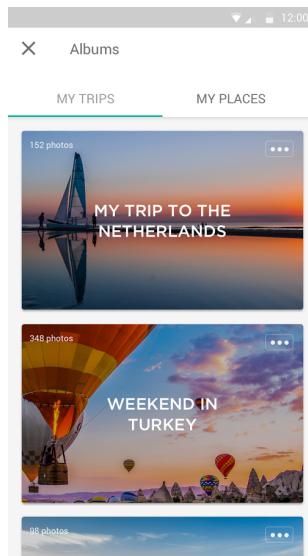 12:00
Albums
MY TRIPS
MY PLACES
152 photos
MY TRIP TO THE
NETHERLANDS
348 photos
WEEKEND IN
TURKEY
98 photos